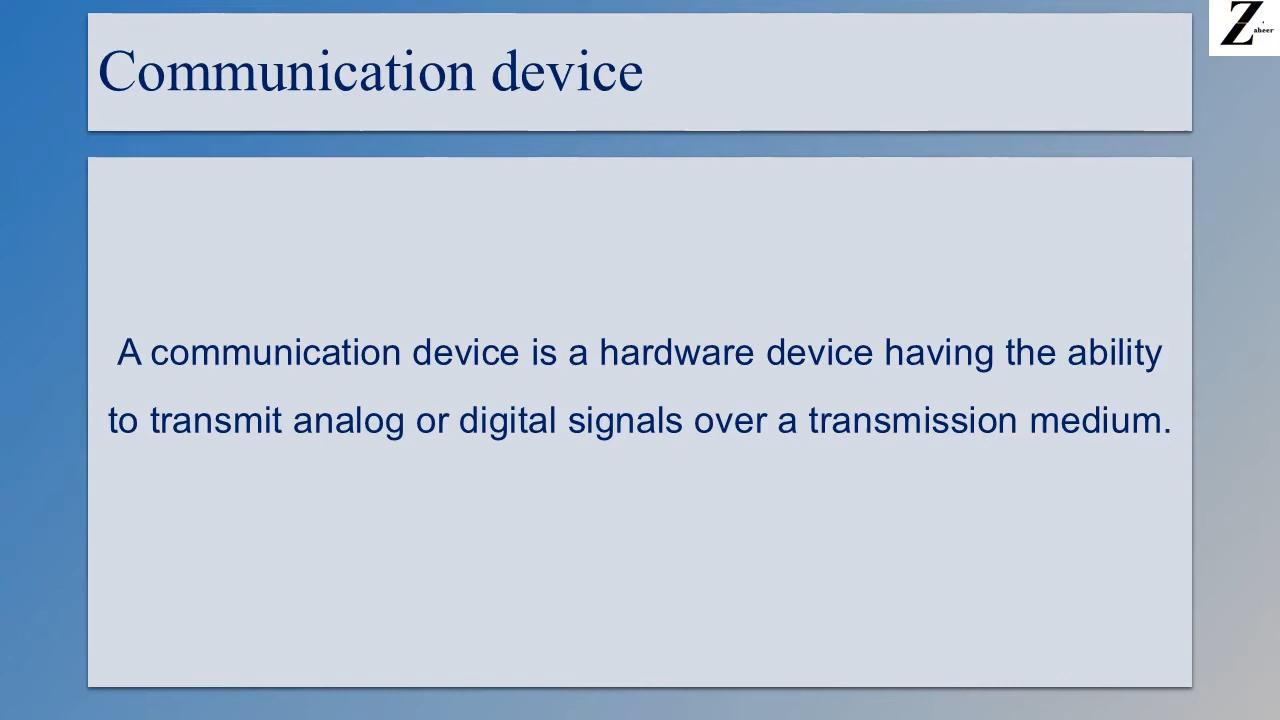 Communication device
Z
aheer
A communication device is a hardware device having the ability
to transmit analog or digital signals over a transmission medium.